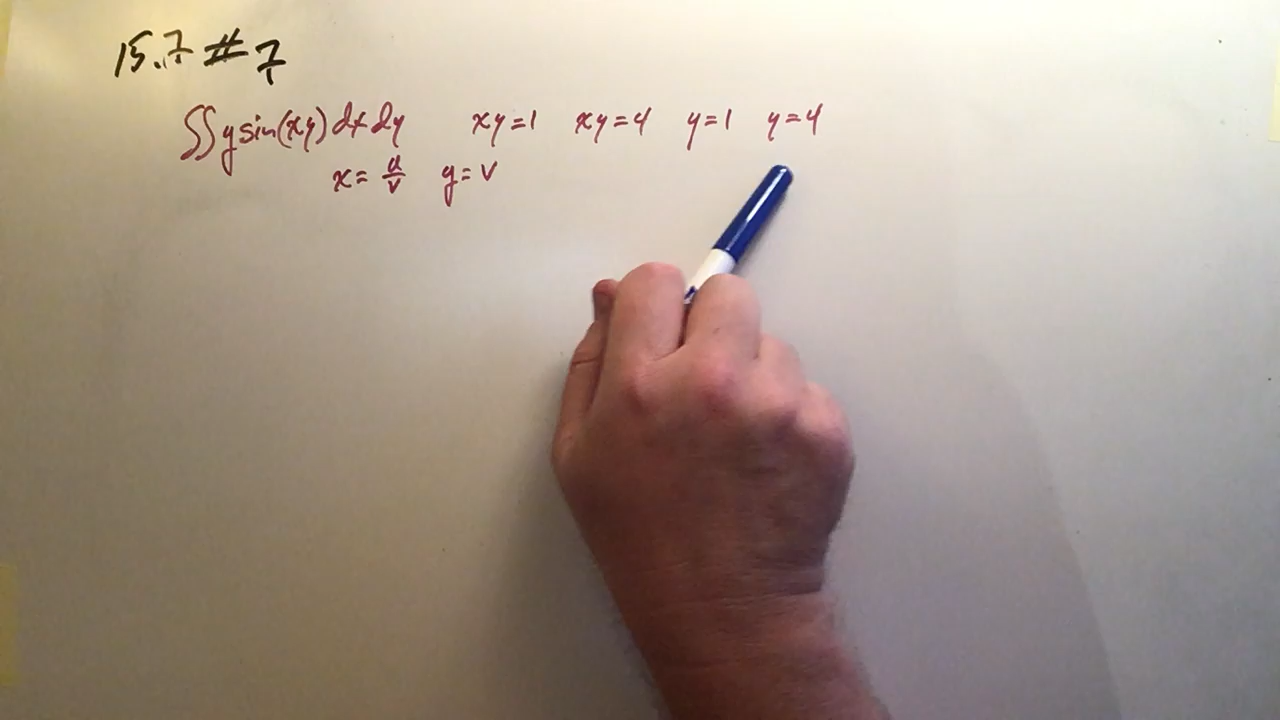 15.7 # 7
∬ y sin(xy) dx dy xy=1 xy=4 y=1 y=4
x = u/v y = v